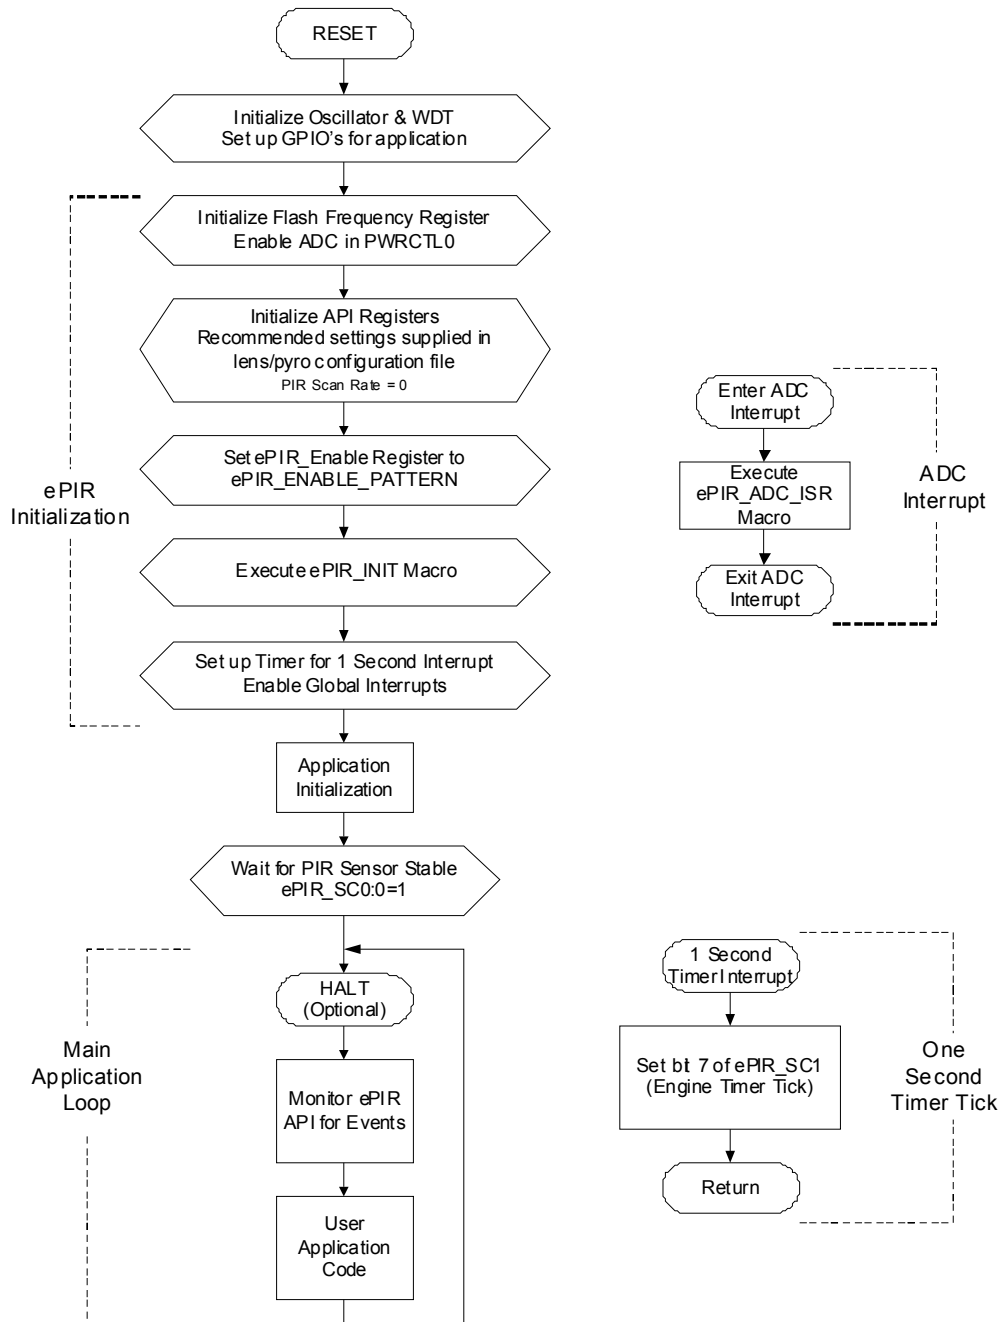 RESET
Initialize Oscillator & WDT
Set up GPIO's for application
Initialize Flash Frequency Register
Enable ADC in PWRCTL0
Initialize API Registers
Recommended settings supplied in
lens/pyro configuration file
PIR Scan Rate = 0
Set ePIR_Enable Register to
ePIR_ENABLE_PATTERN
ePIR
Initialization
Execute ePIR_INIT Macro
Set up Timer for 1 Second Interrupt
Enable Global Interrupts
Application
Initialization
Wait for PIR Sensor Stable
ePIR_SC0:0=1
HALT
(Optional)
Main
Application
Loop
Monitor ePIR
API for Events
User
Application
Code
Enter ADC
Interrupt
Execute
ePIR_ADC_ISR
Macro
Exit ADC
Interrupt
ADC
Interrupt
1 Second
Timer Interrupt
Set bit 7 of ePIR_SC1
(Engine Timer Tick)
Return
One
Second
Timer Tick